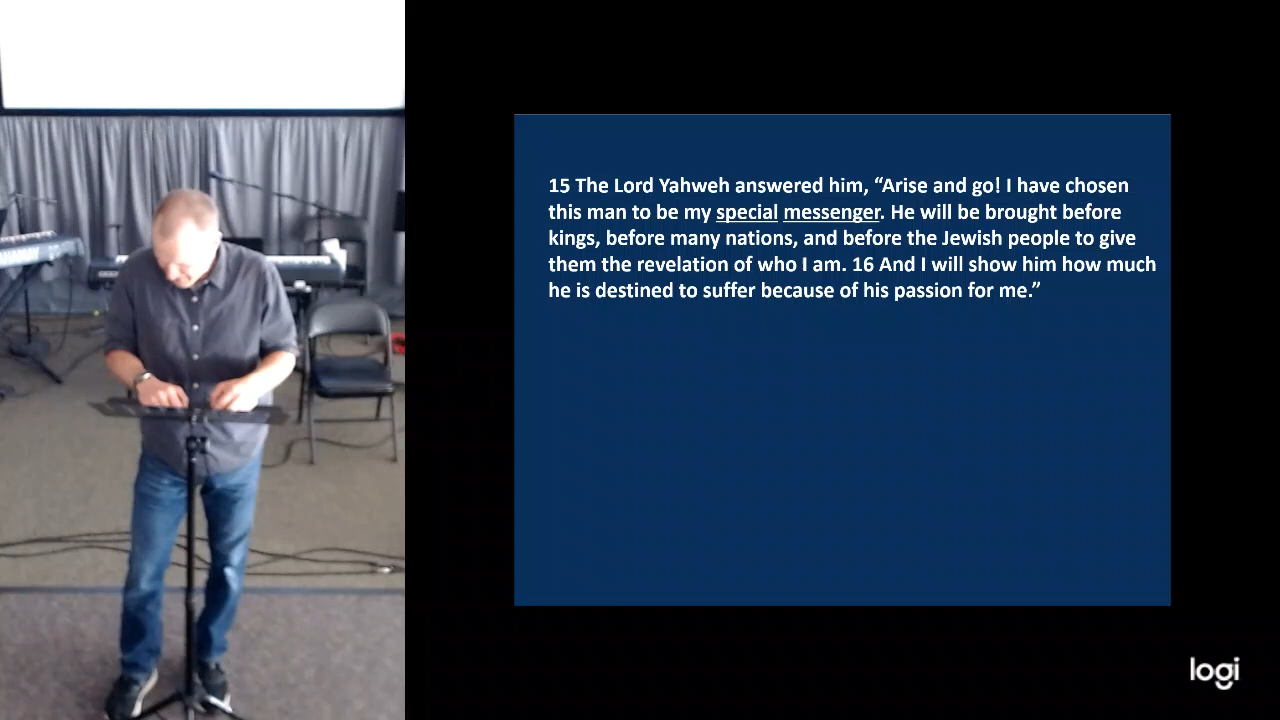 15 The Lord Yahweh answered him, “Arise and go! I have chosen
this man to be my special messenger. He will be brought before
kings, before many nations, and before the Jewish people to give
them the revelation of who I am. 16 And I will show him how much
he is destined to suffer because of his passion for me.”
logi